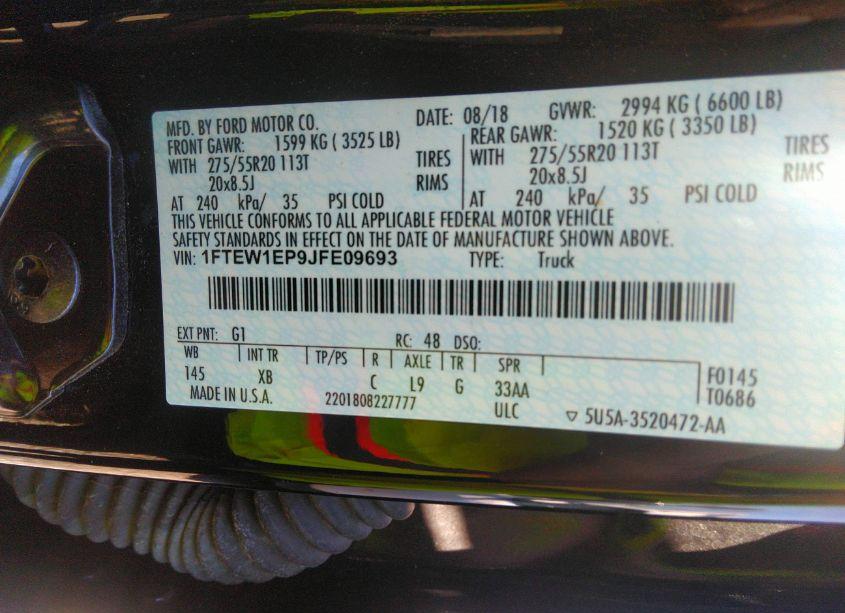 MFD. BY FORD MOTOR CO. DATE: 08/18 GVWR: 2994 KG ( 6600 LB)
FRONT GAWR: 1599 KG ( 3525 LB) REAR GAWR: 1520 KG ( 3350 LB)
WITH 275/55R20 113T TIRES WITH 275/55R20 113T TIRES
20x8.5J RIMS 20x8.5J RIMS
AT 240 kPa/ 35 PSI COLD AT 240 kPa/ 35 PSI COLD
THIS VEHICLE CONFORMS TO ALL APPLICABLE FEDERAL MOTOR VEHICLE
SAFETY STANDARDS IN EFFECT ON THE DATE OF MANUFACTURE SHOWN ABOVE.
VIN: 1FTEW1EP9JFE09693 TYPE: Truck
EXT PNT: G1 RC: 48 DSO:
WB INT TR TP/PS R AXLE TR SPR
145 XB C L9 G 33AA F0145
MADE IN U.S.A. 2201808227777 ULC T0686
▽ 5U5A-3520472-AA